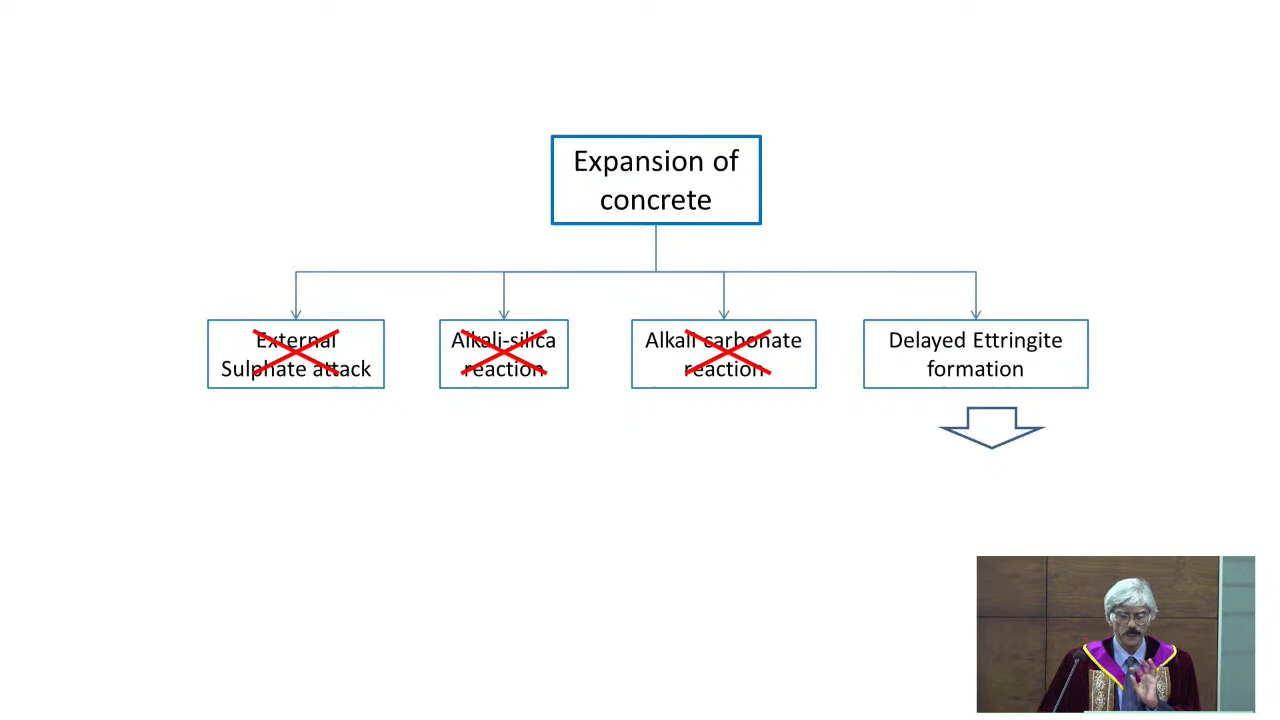 Expansion of
concrete
External
Sulphate attack
Alkali-silica
reaction
Alkali carbonate
reaction
Delayed Ettringite
formation